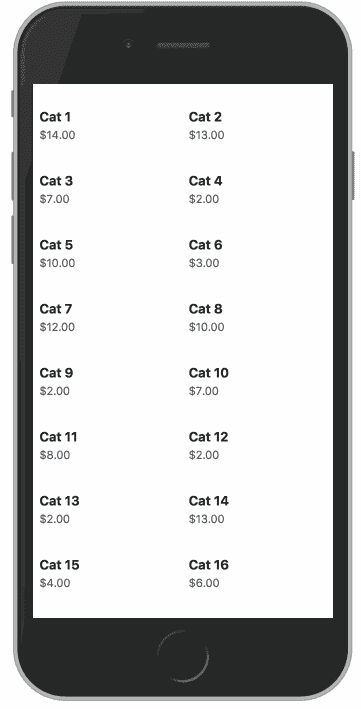 Cat 1 Cat 2
$14.00 $13.00
Cat 3 Cat 4
$7.00 $2.00
Cat 5 Cat 6
$10.00 $3.00
Cat 7 Cat 8
$12.00 $10.00
Cat 9 Cat 10
$2.00 $7.00
Cat 11 Cat 12
$8.00 $2.00
Cat 13 Cat 14
$2.00 $13.00
Cat 15 Cat 16
$4.00 $6.00